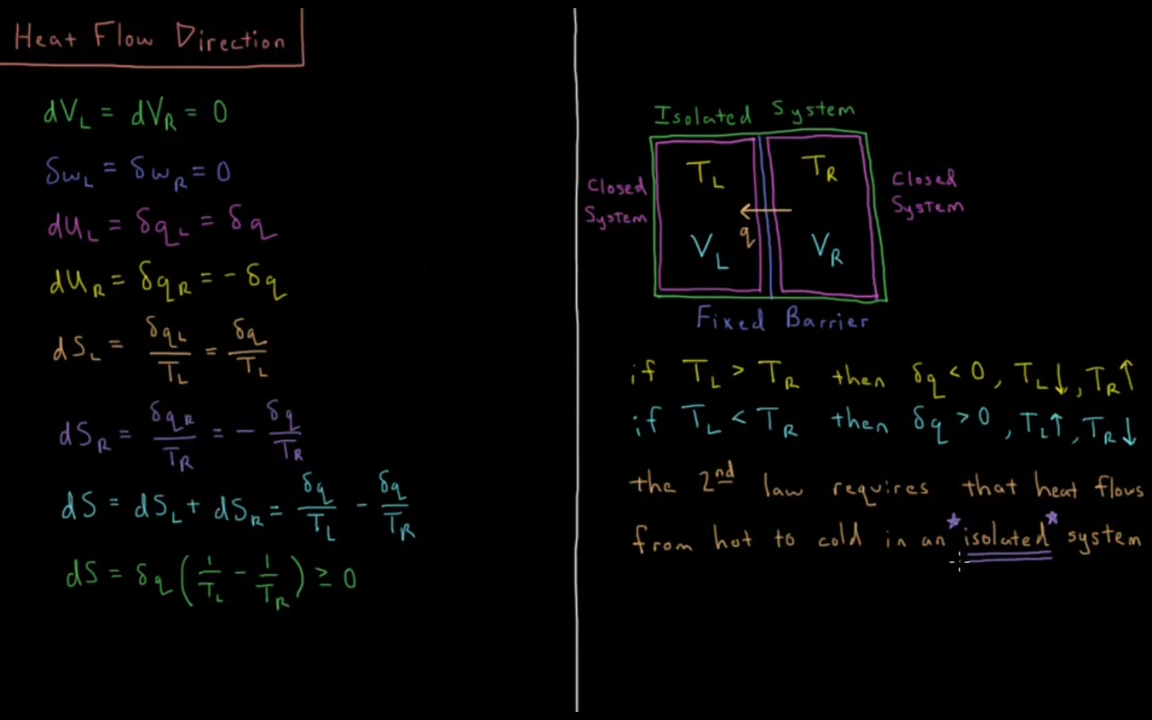 Heat Flow Direction
dV_L = dV_R = 0
δw_L = δw_R = 0
dU_L = δq_L = δq
dU_R = δq_R = -δq
dS_L = δq_L/T_L = δq/T_L
dS_R = δq_R/T_R = - δq/T_R
dS = dS_L + dS_R = δq/T_L - δq/T_R
dS = δq (1/T_L - 1/T_R) ≥ 0
Isolated System
Closed System
T_L
T_R
Closed System
q
V_L
V_R
Fixed Barrier
if T_L > T_R then δq < 0, T_L↓, T_R↑
if T_L < T_R then δq > 0, T_L↑, T_R↓
the 2nd law requires that heat flows
from hot to cold in an *isolated* system